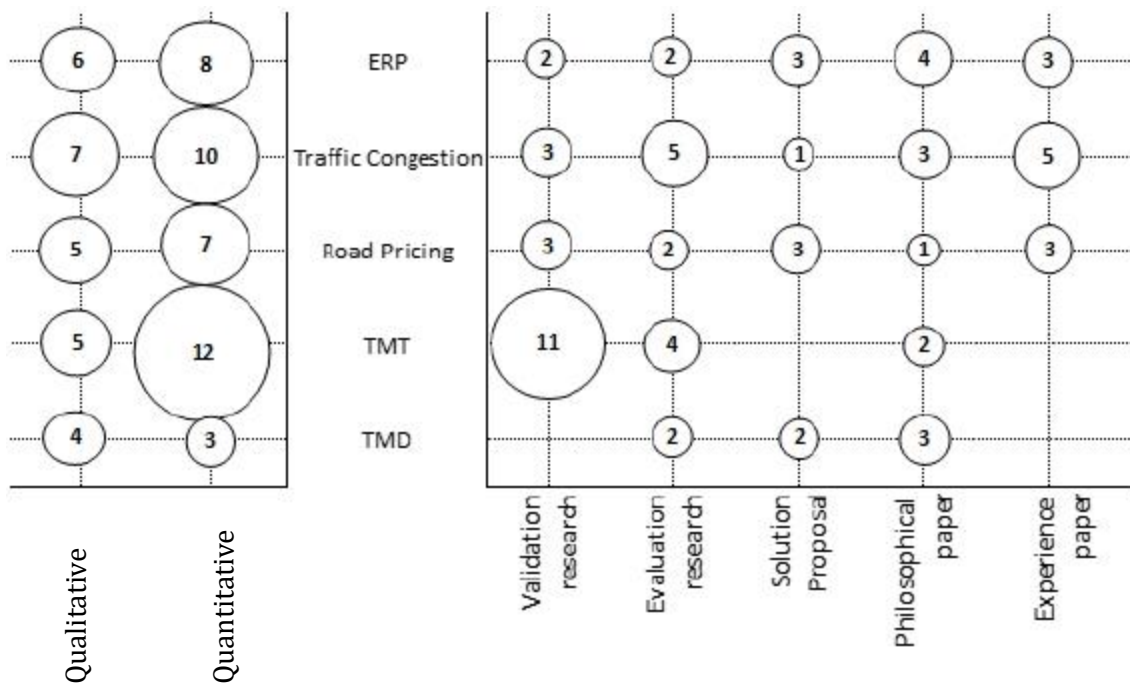 6 8 ERP 2 2 3 4 3
7 10 Traffic Congestion 3 5 1 3 5
5 7 Road Pricing 3 2 3 1 3
5 12 TMT 11 4 2
4 3 TMD 2 2 3
Qualitative
Quantitative
Validation
research
Evaluation
research
Solution
Proposal
Philosophical
paper
Experience
paper